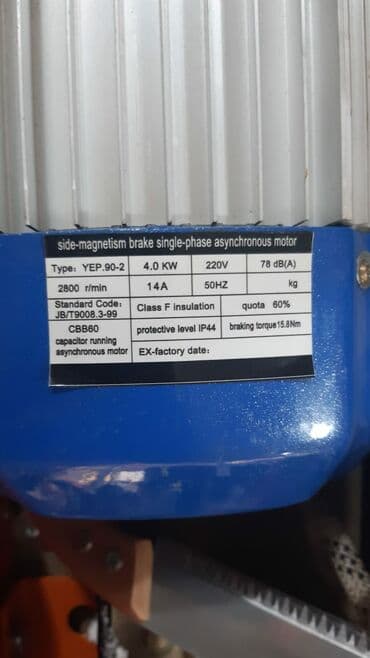 side-magnetism brake single-phase asynchronous motor
Type: YEP.90-2 4.0 KW 220V 78 dB(A)
2800 r/min 14A 50HZ kg
Standard Code: JB/T9008.3-99 Class F insulation quota 60%
CBB60 capacitor running asynchronous motor protective level IP44 braking torque15.8Nm
EX-factory date: